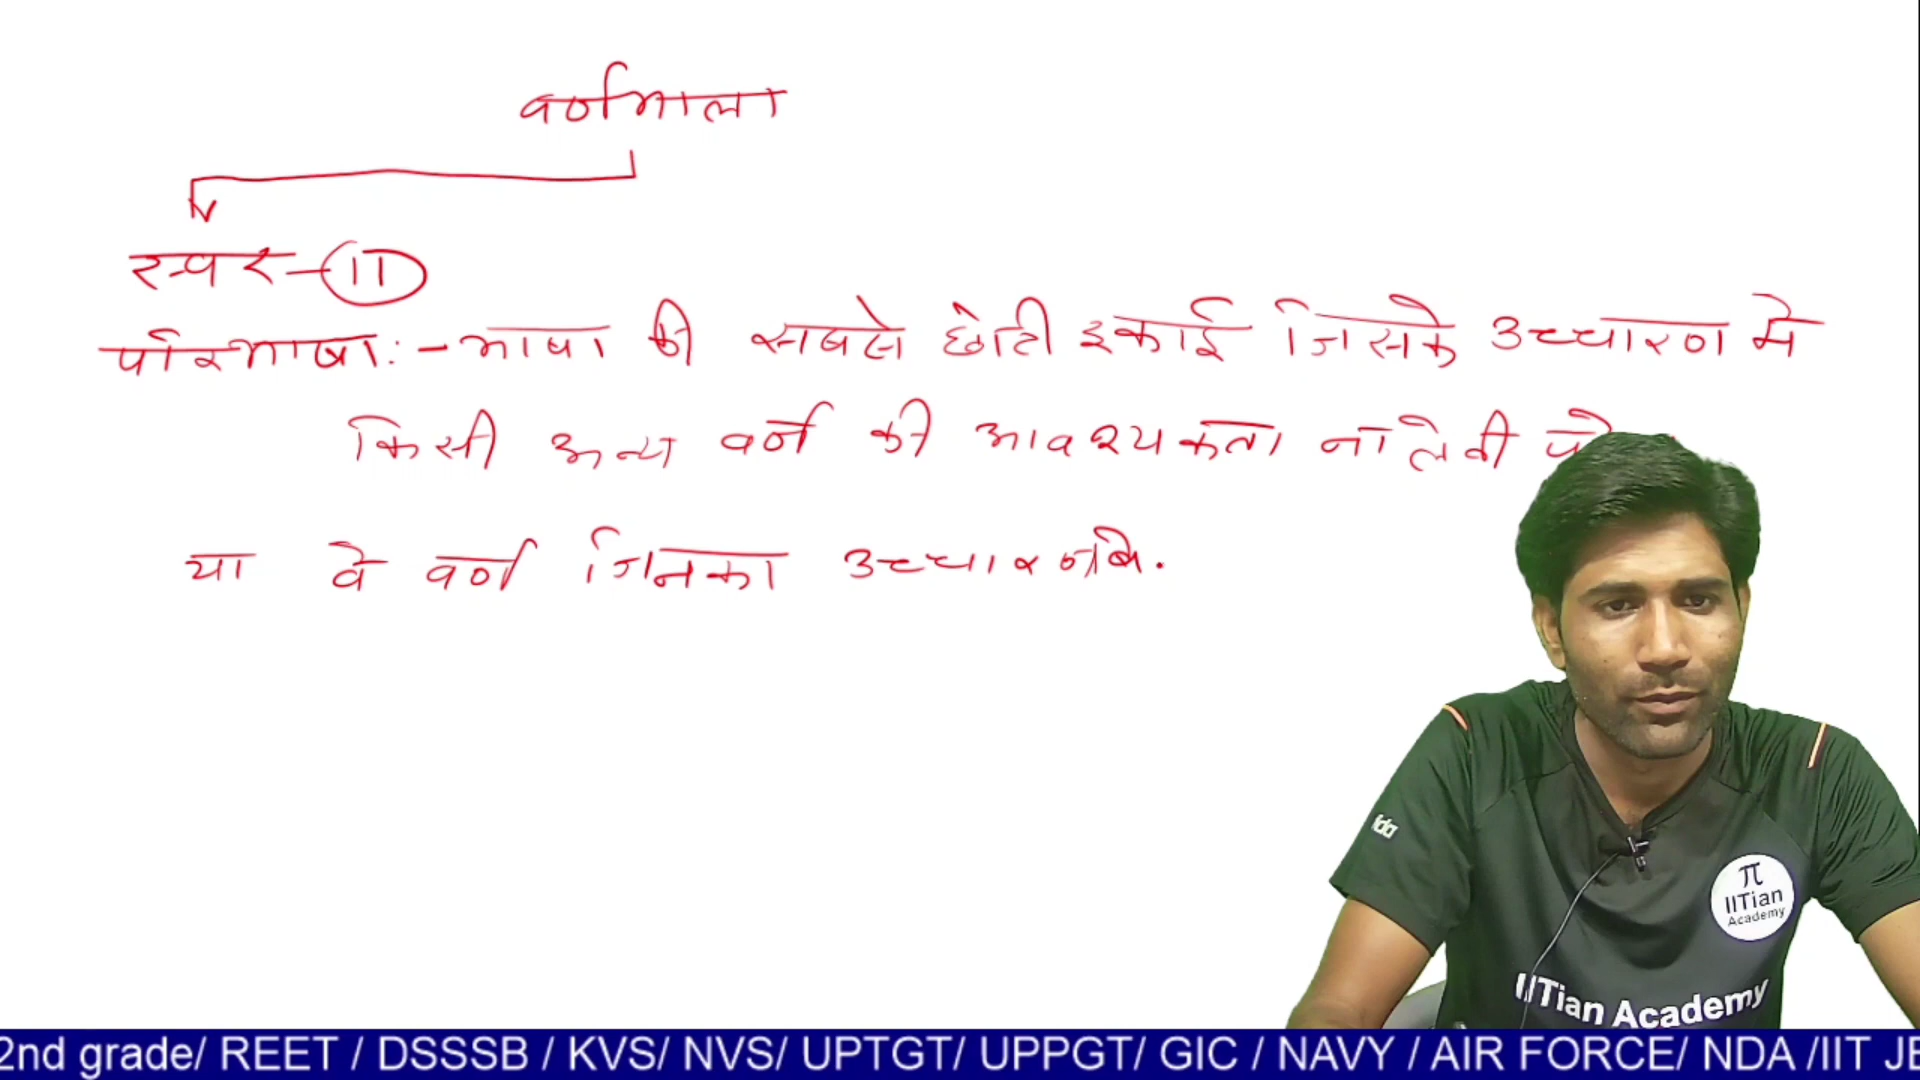 वर्णमाला
स्वर – 11
परिभाषा :- भाषा की सबसे छोटी इकाई जिसके उच्चारण मे
किसी अन्य वर्ण की आवश्यकता ना
या वे वर्ण जिनका उच्चारण
lda
π
IITian
Academy
IITian Academy
2nd grade/ REET / DSSSB / KVS/ NVS/ UPTGT/ UPPGT/ GIC / NAVY / AIR FORCE/ NDA /IIT JE